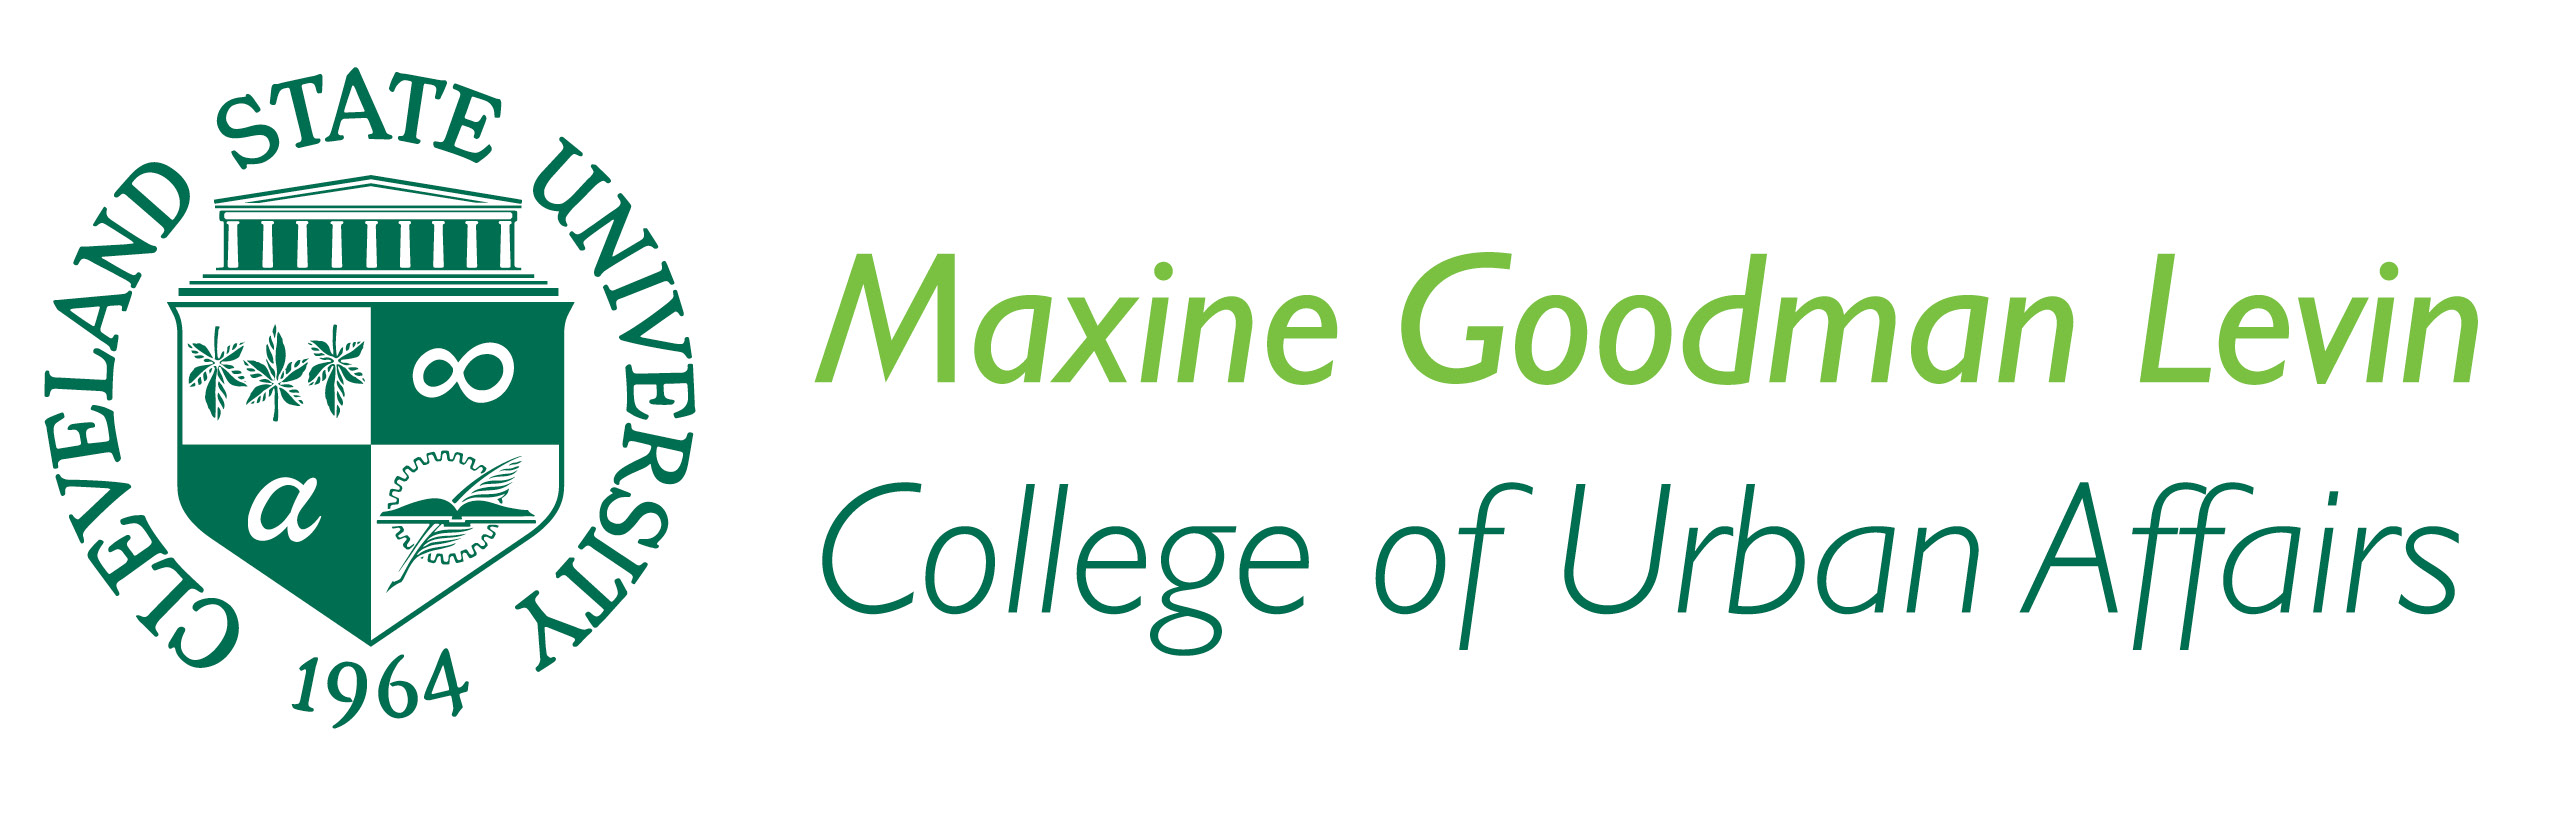 CLEVELAND STATE UNIVERSITY
∞
a
1964
Maxine Goodman Levin
College of Urban Affairs